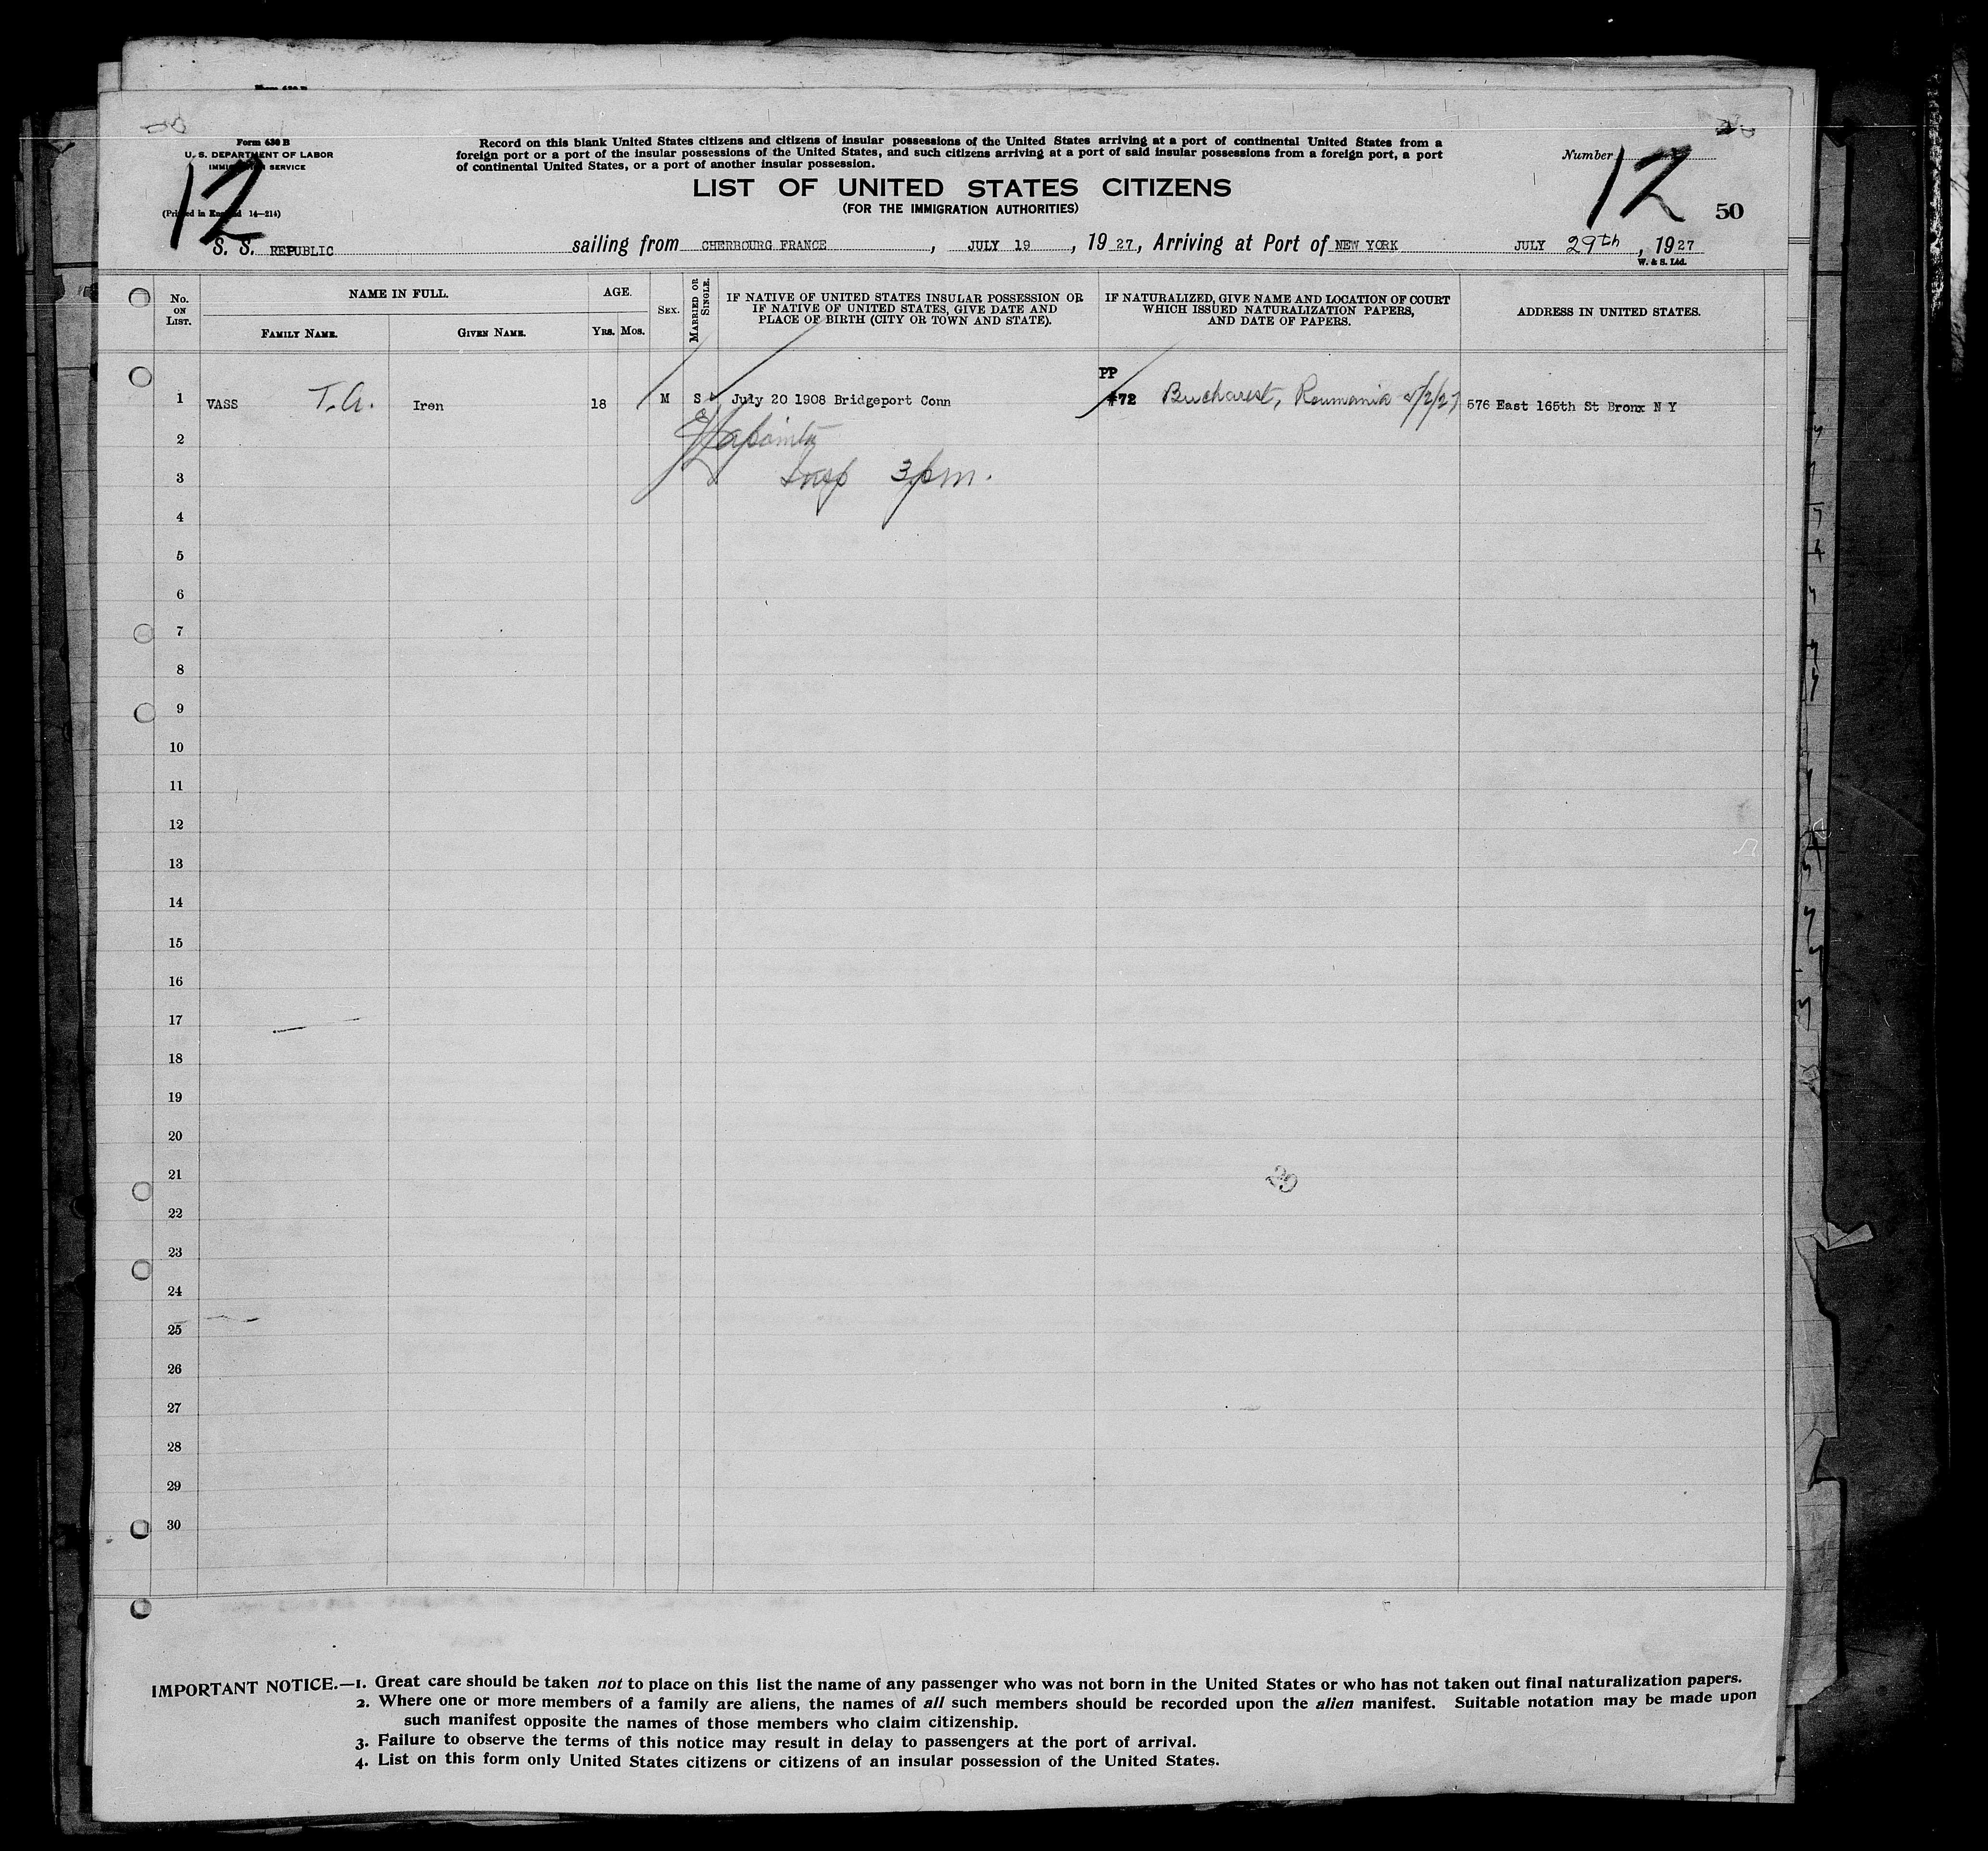 Form 630 B
U. S. DEPARTMENT OF LABOR
IMMIGRATION SERVICE
(Printed in England 14—214)
12
Record on this blank United States citizens and citizens of insular possessions of the United States arriving at a port of continental United States from a
foreign port or a port of the insular possessions of the United States, and such citizens arriving at a port of said insular possessions from a foreign port, a port
of continental United States, or a port of another insular possession.
Number 12
LIST OF UNITED STATES CITIZENS
(FOR THE IMMIGRATION AUTHORITIES)
50
S. S. REPUBLIC sailing from CHERBOURG FRANCE, JULY 19, 1927, Arriving at Port of NEW YORK JULY 29th, 1927
W. & S. Ltd.
No. ON LIST.
NAME IN FULL.
FAMILY NAME.
GIVEN NAME.
AGE.
YRS. MOS.
SEX.
MARRIED OR SINGLE.
IF NATIVE OF UNITED STATES INSULAR POSSESSION OR
IF NATIVE OF UNITED STATES, GIVE DATE AND
PLACE OF BIRTH (CITY OR TOWN AND STATE).
IF NATURALIZED, GIVE NAME AND LOCATION OF COURT
WHICH ISSUED NATURALIZATION PAPERS,
AND DATE OF PAPERS.
ADDRESS IN UNITED STATES.
PP
1 VASS T.A. Iren 18 M S July 20 1908 Bridgeport Conn #72 Bucharest, Roumania 576 East 165th St Bronx N Y
2
3 Insp 3pm.
4
5
6
7
8
9
10
11
12
13
14
15
16
17
18
19
20
21
22
23
24
25
26
27
28
29
30
IMPORTANT NOTICE.—1. Great care should be taken not to place on this list the name of any passenger who was not born in the United States or who has not taken out final naturalization papers.
2. Where one or more members of a family are aliens, the names of all such members should be recorded upon the alien manifest. Suitable notation may be made upon
such manifest opposite the names of those members who claim citizenship.
3. Failure to observe the terms of this notice may result in delay to passengers at the port of arrival.
4. List on this form only United States citizens or citizens of an insular possession of the United States.